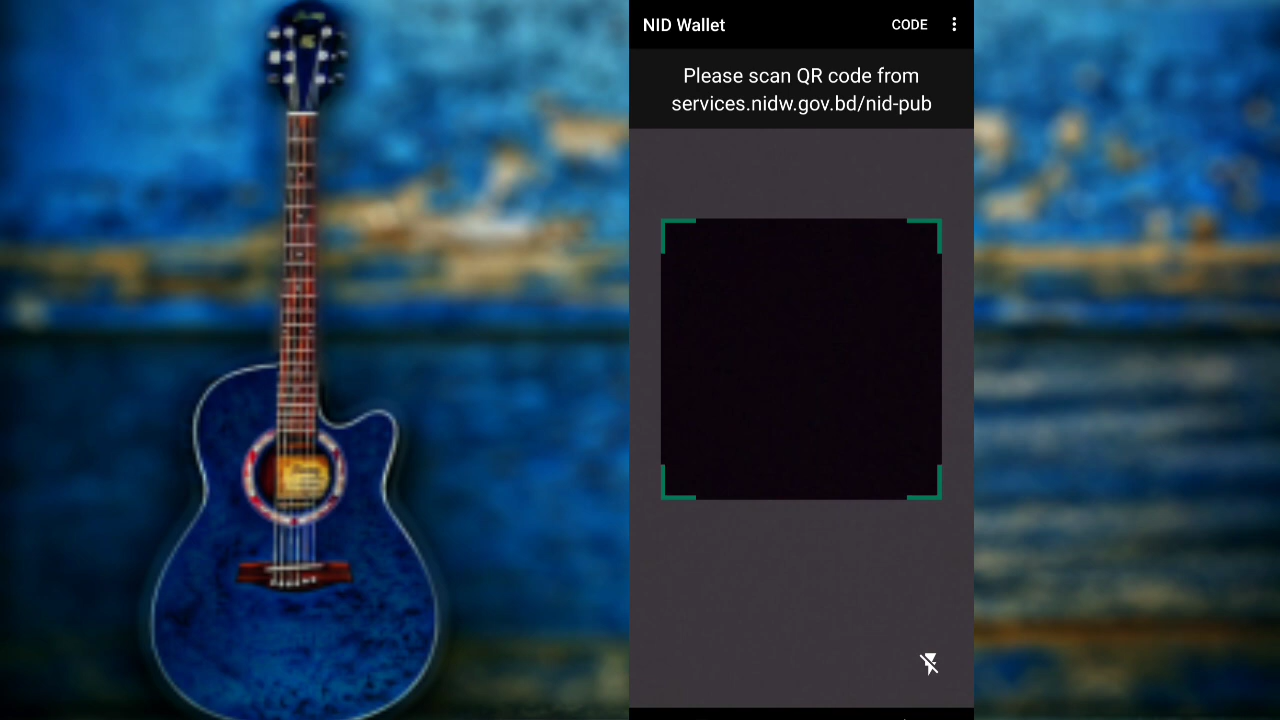 NID Wallet
CODE
Please scan QR code from
services.nidw.gov.bd/nid-pub